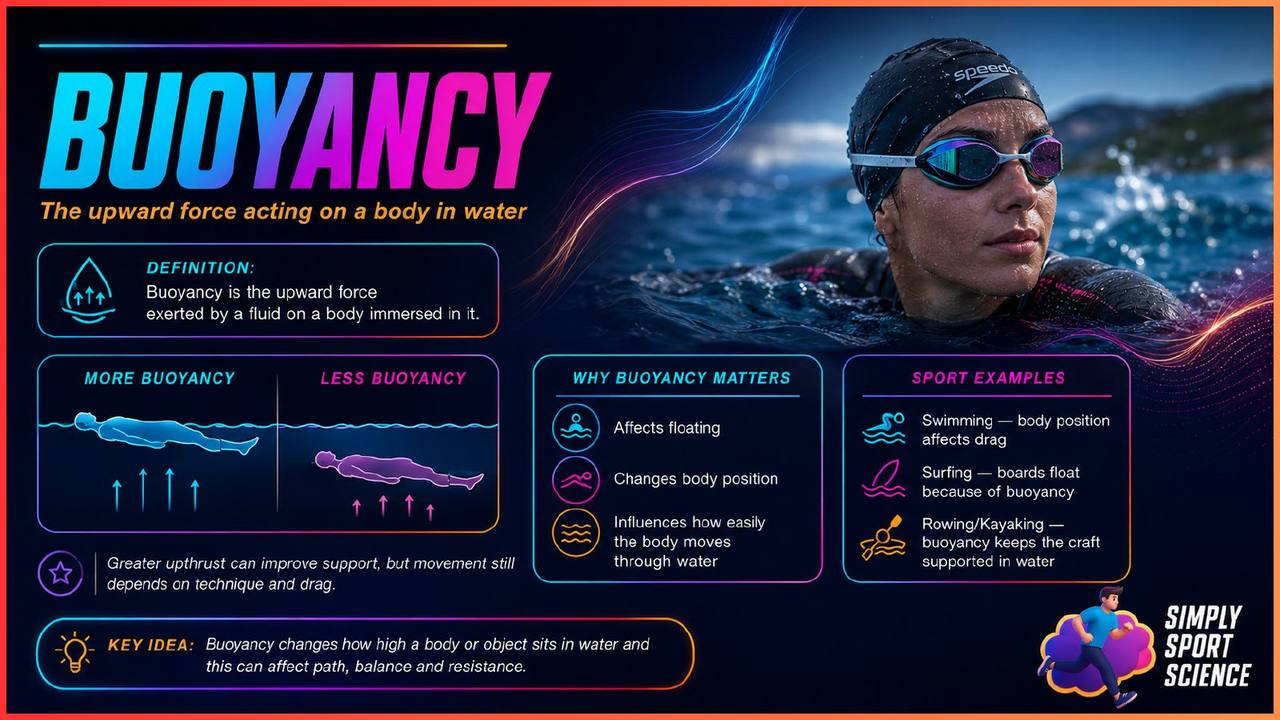 BUOYANCY
The upward force acting on a body in water
speedo
DEFINITION:
Buoyancy is the upward force
exerted by a fluid on a body immersed in it.
MORE BUOYANCY
LESS BUOYANCY
Greater upthrust can improve support, but movement still
depends on technique and drag.
WHY BUOYANCY MATTERS
Affects floating
Changes body position
Influences how easily
the body moves
through water
SPORT EXAMPLES
Swimming — body position
affects drag
Surfing — boards float
because of buoyancy
Rowing/Kayaking —
buoyancy keeps the craft
supported in water
KEY IDEA: Buoyancy changes how high a body or object sits in water and
this can affect path, balance and resistance.
SIMPLY
SPORT
SCIENCE